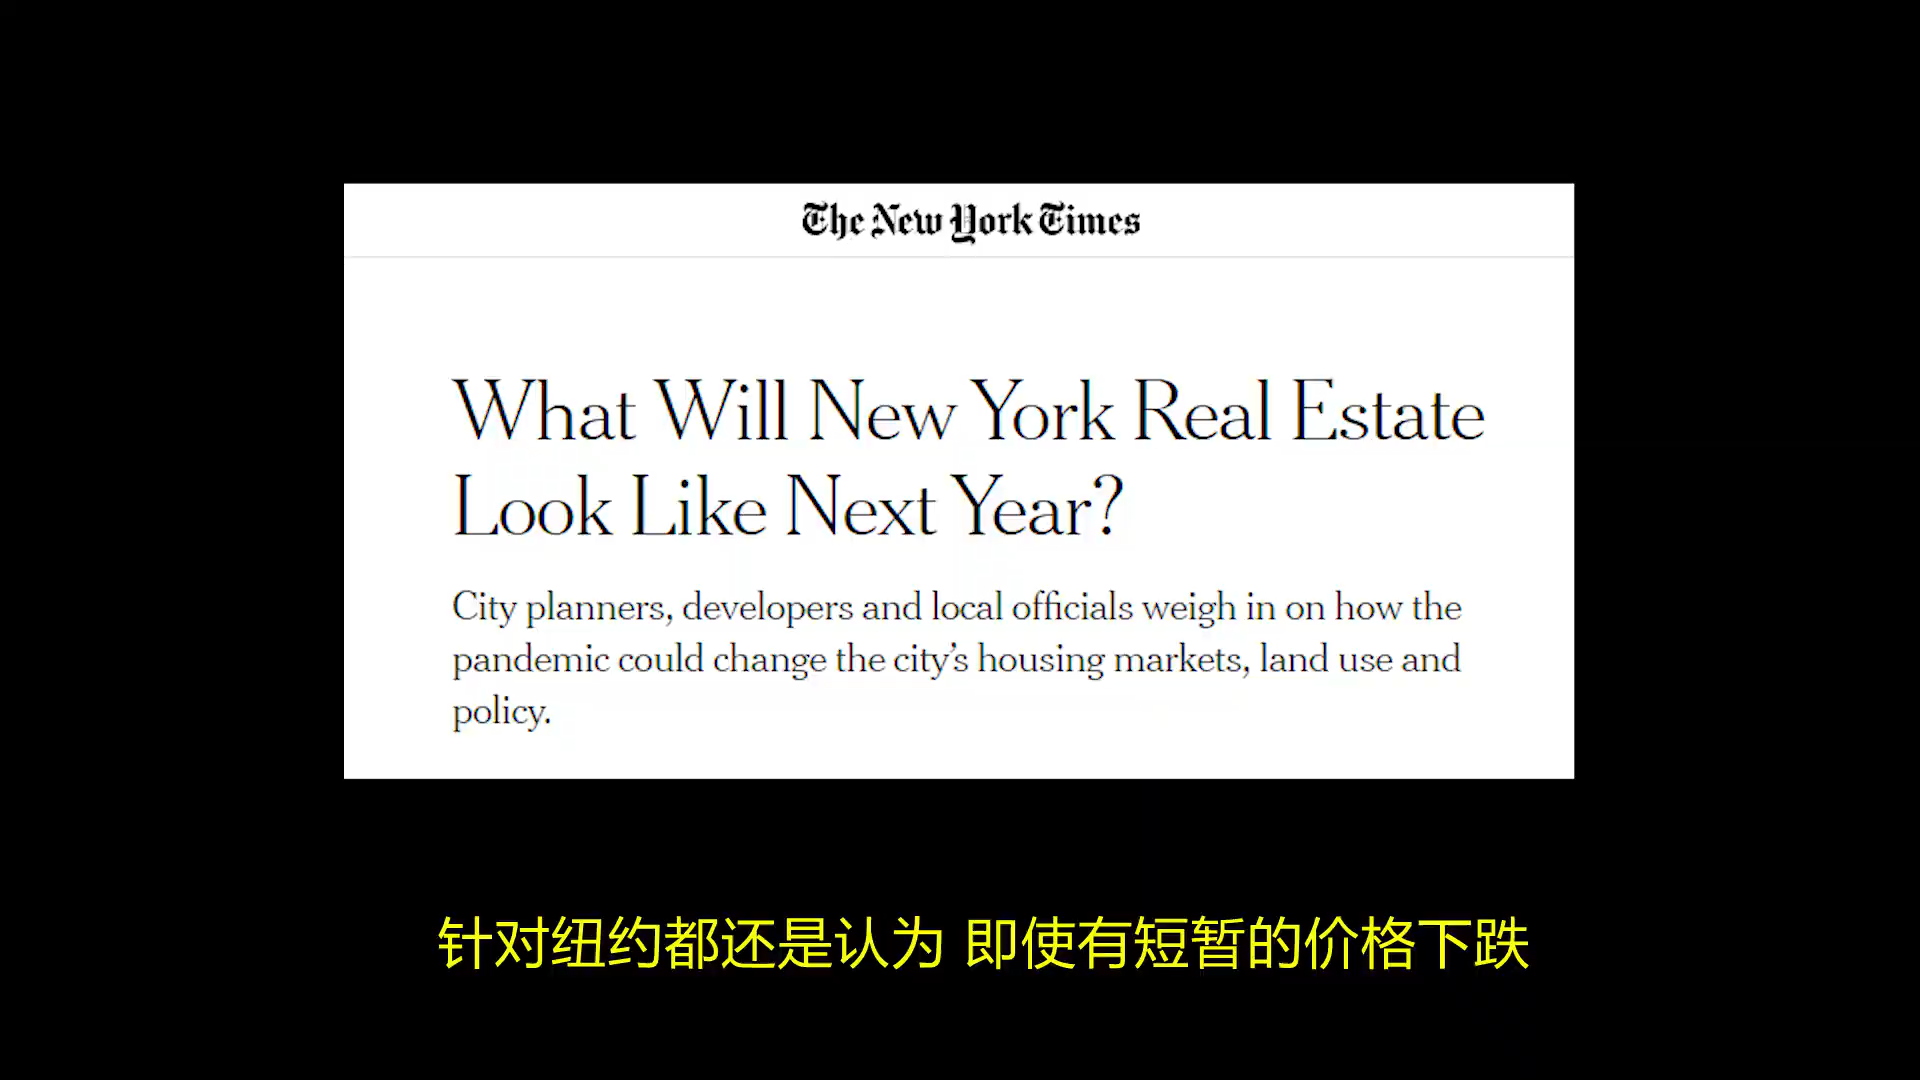 The New York Times
What Will New York Real Estate
Look Like Next Year?
City planners, developers and local officials weigh in on how the
pandemic could change the city’s housing markets, land use and
policy.
针对纽约都还是认为 即使有短暂的价格下跌